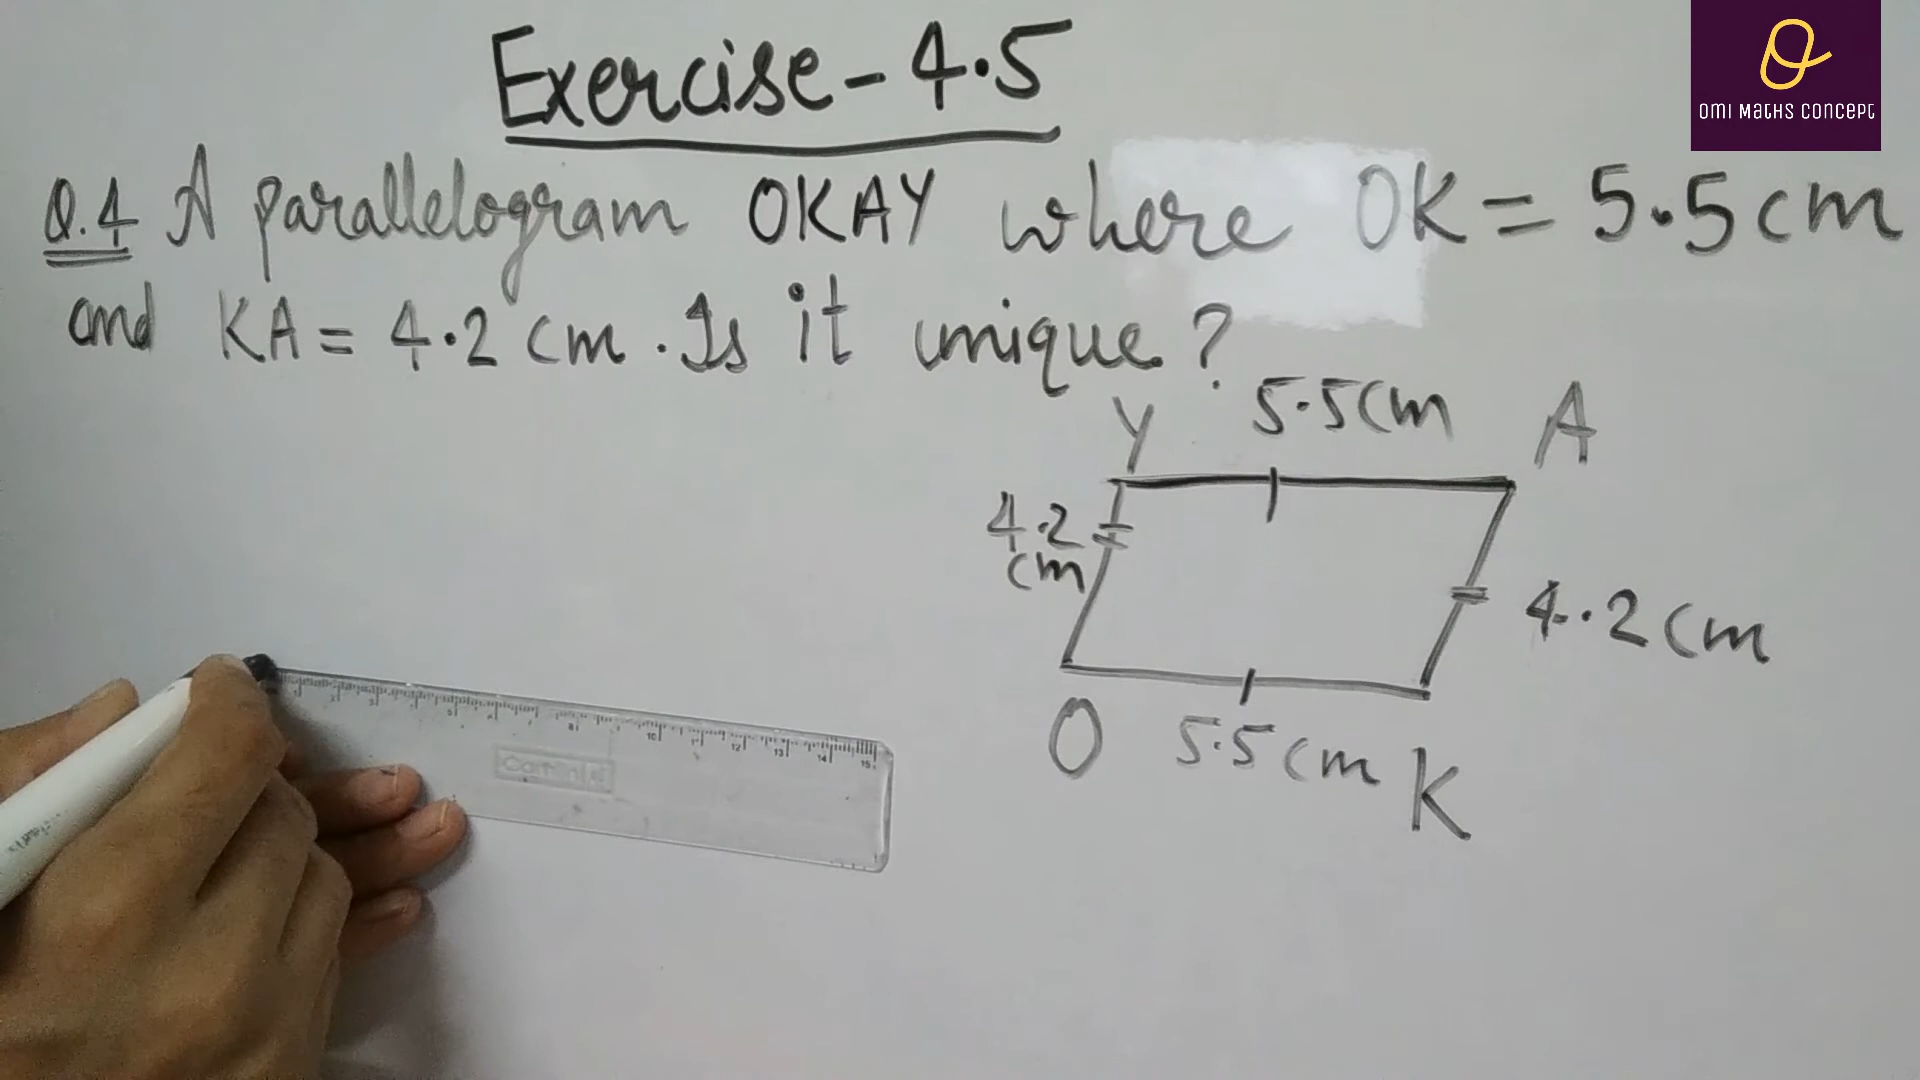 Exercise - 4.5
OMI MATHS CONCEPT
Q.4 A parallelogram OKAY where OK = 5.5 cm
and KA = 4.2 cm. Is it unique?
Y 5.5cm A
4.2
cm
4.2 cm
O 5.5 cm K
Camlin